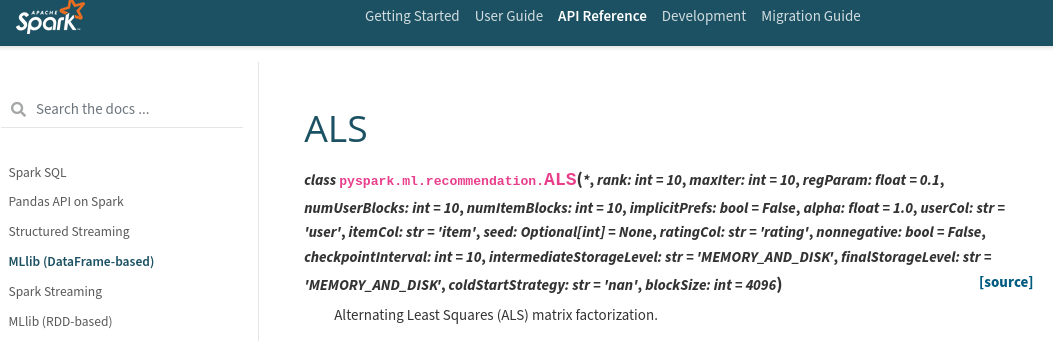 APACHE
Spark™
Getting Started User Guide API Reference Development Migration Guide
Search the docs ...
Spark SQL
Pandas API on Spark
Structured Streaming
MLlib (DataFrame-based)
Spark Streaming
MLlib (RDD-based)
ALS
class pyspark.ml.recommendation.ALS(*, rank: int = 10, maxIter: int = 10, regParam: float = 0.1,
numUserBlocks: int = 10, numItemBlocks: int = 10, implicitPrefs: bool = False, alpha: float = 1.0, userCol: str =
'user', itemCol: str = 'item', seed: Optional[int] = None, ratingCol: str = 'rating', nonnegative: bool = False,
checkpointInterval: int = 10, intermediateStorageLevel: str = 'MEMORY_AND_DISK', finalStorageLevel: str =
'MEMORY_AND_DISK', coldStartStrategy: str = 'nan', blockSize: int = 4096)
[source]
Alternating Least Squares (ALS) matrix factorization.